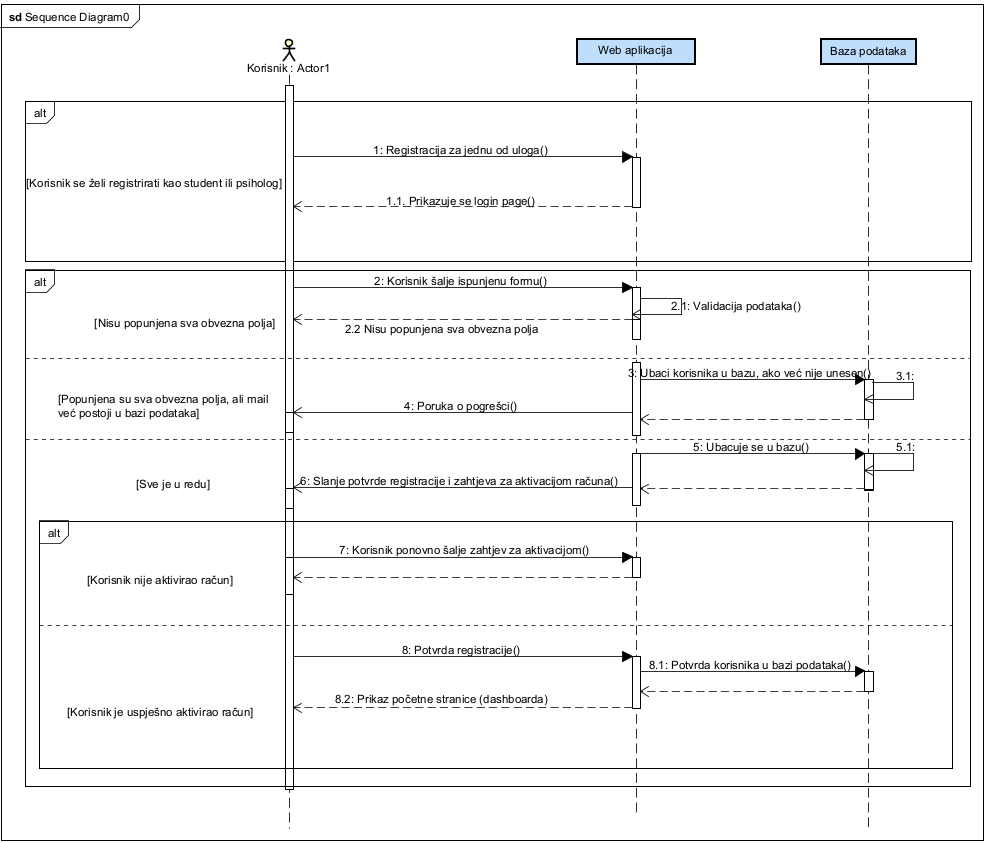 sd Sequence Diagram0
Korisnik : Actor1
Web aplikacija
Baza podataka
alt
1: Registracija za jednu od uloga()
[Korisnik se želi registrirati kao student ili psiholog]
1.1. Prikazuje se login page()
alt
2: Korisnik šalje ispunjenu formu()
2.1: Validacija podataka()
[Nisu popunjena sva obvezna polja]
2.2 Nisu popunjena sva obvezna polja
3: Ubaci korisnika u bazu, ako već nije unesen()
3.1:
[Popunjena su sva obvezna polja, ali mail
već postoji u bazi podataka]
4: Poruka o pogrešci()
5: Ubacuje se u bazu()
5.1:
[Sve je u redu]
6: Slanje potvrde registracije i zahtjeva za aktivacijom računa()
alt
7: Korisnik ponovno šalje zahtjev za aktivacijom()
[Korisnik nije aktivirao račun]
8: Potvrda registracije()
8.1: Potvrda korisnika u bazi podataka()
8.2: Prikaz početne stranice (dashboarda)
[Korisnik je uspješno aktivirao račun]